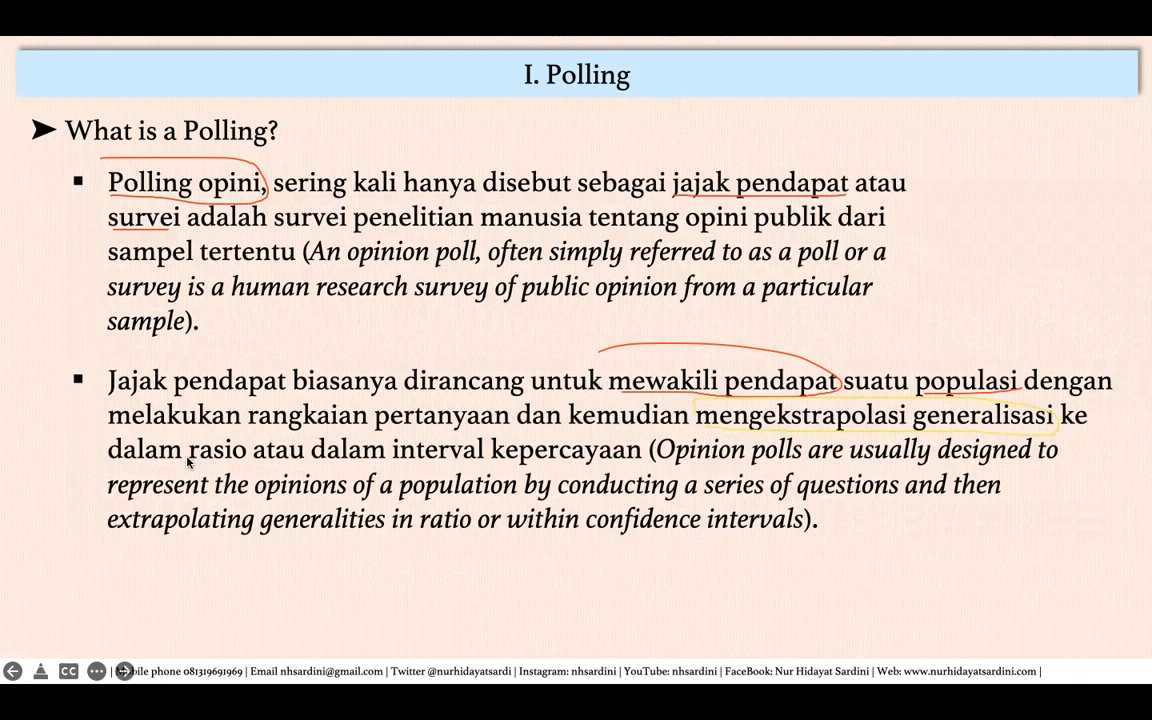 I. Polling
➤ What is a Polling?
▪ Polling opini, sering kali hanya disebut sebagai jajak pendapat atau
survei adalah survei penelitian manusia tentang opini publik dari
sampel tertentu (An opinion poll, often simply referred to as a poll or a
survey is a human research survey of public opinion from a particular
sample).
▪ Jajak pendapat biasanya dirancang untuk mewakili pendapat suatu populasi dengan
melakukan rangkaian pertanyaan dan kemudian mengekstrapolasi generalisasi ke
dalam rasio atau dalam interval kepercayaan (Opinion polls are usually designed to
represent the opinions of a population by conducting a series of questions and then
extrapolating generalities in ratio or within confidence intervals).
CC | Mobile phone 081319691969 | Email nhsardini@gmail.com | Twitter @nurhidayatsardi | Instagram: nhsardini | YouTube: nhsardini | FaceBook: Nur Hidayat Sardini | Web: www.nurhidayatsardini.com |